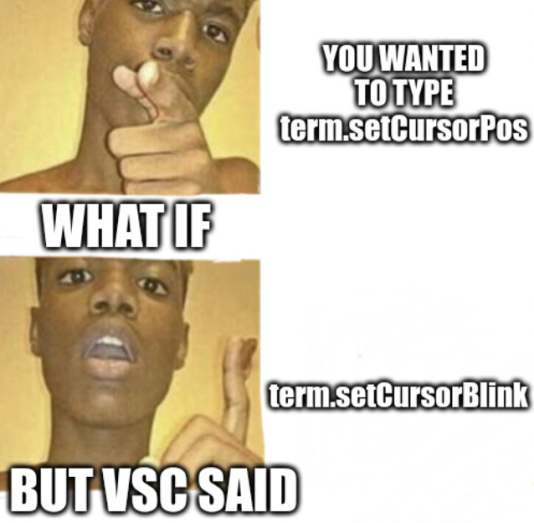 YOU WANTED
TO TYPE
term.setCursorPos
WHAT IF
term.setCursorBlink
BUT VSC SAID